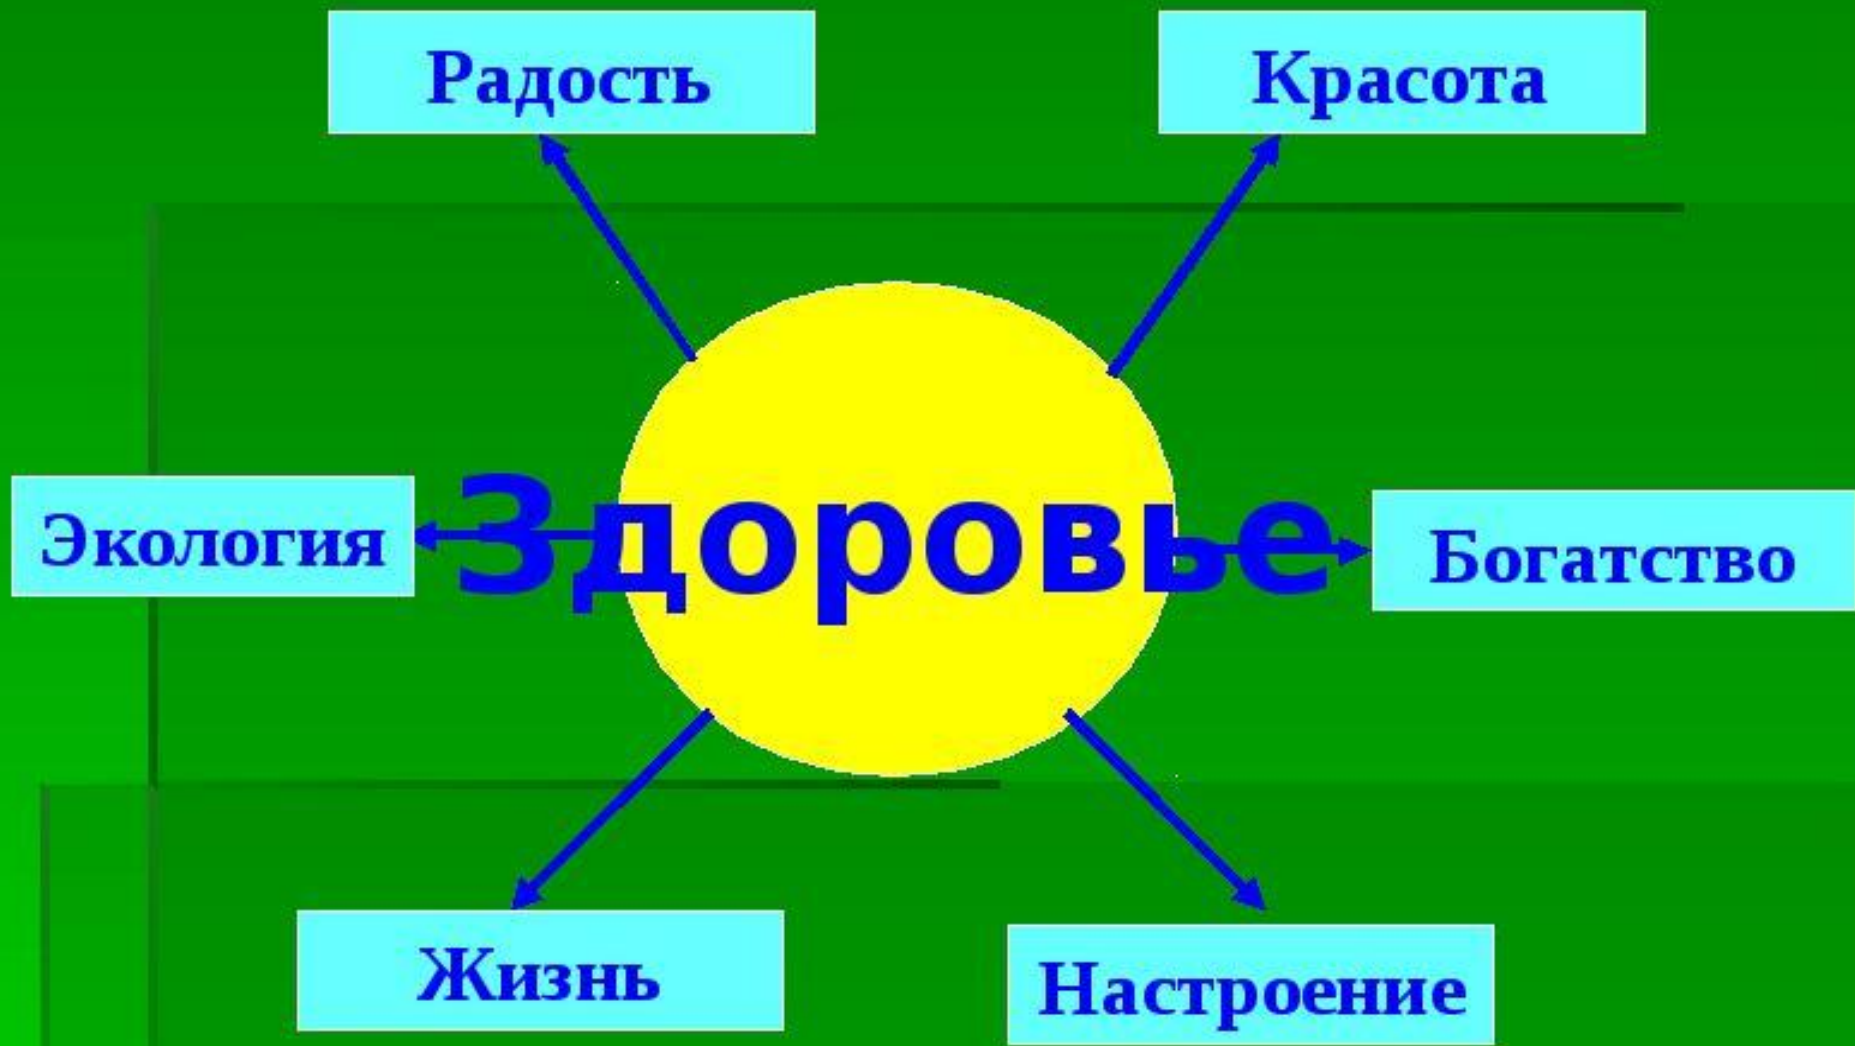 Радость
Красота
Экология
Здоровье
Богатство
Жизнь
Настроение